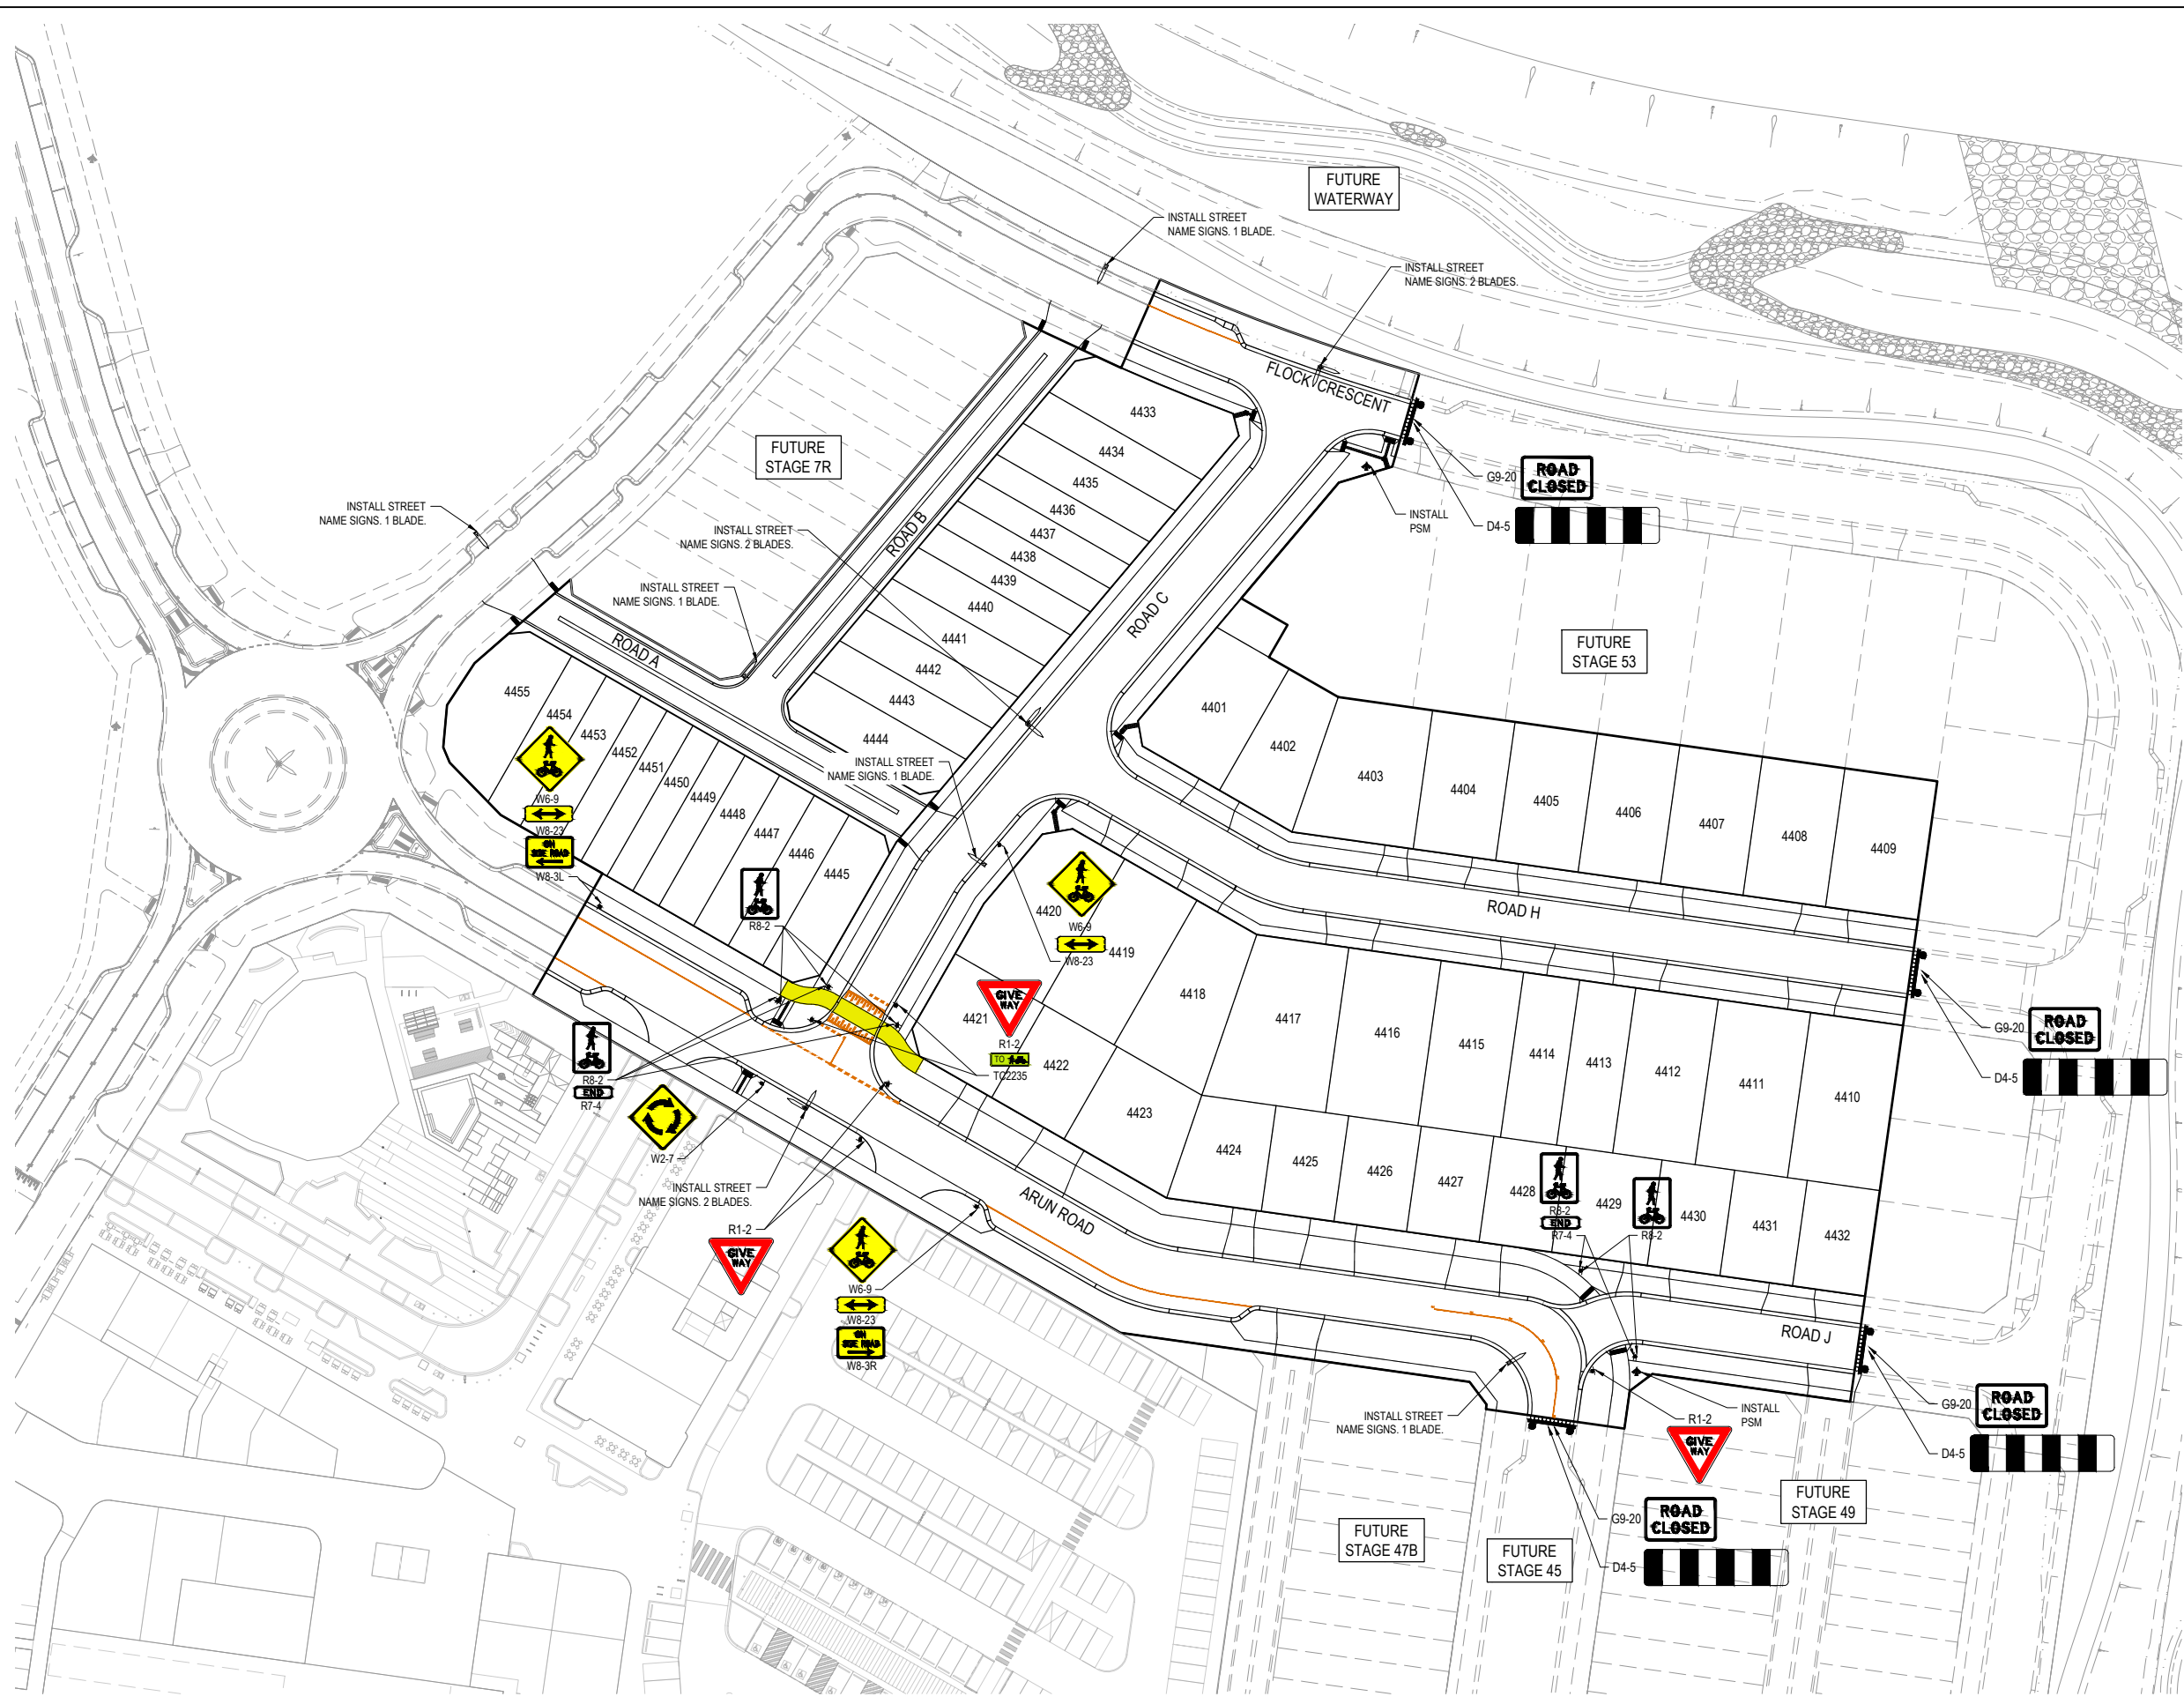 FUTURE
WATERWAY
INSTALL STREET
NAME SIGNS. 1 BLADE.
INSTALL STREET
NAME SIGNS. 2 BLADES.
FLOCK CRESCENT
FUTURE
STAGE 7R
4433
4434
4435
4436
4437
4438
4439
4440
4441
4442
4443
4444
G9-20
ROAD
CLOSED
D4-5
INSTALL
PSM
INSTALL STREET
NAME SIGNS. 1 BLADE.
INSTALL STREET
NAME SIGNS. 2 BLADES.
INSTALL STREET
NAME SIGNS. 1 BLADE.
ROAD B
ROAD C
ROAD A
FUTURE
STAGE 53
4455
4454
4453
4452
4451
4450
4449
4448
4447
4446
4445
W6-9
W8-23
ON
SIDE ROAD
W8-3L
R8-2
INSTALL STREET
NAME SIGNS. 1 BLADE.
4401
4402
4403
4404
4405
4406
4407
4408
4409
ROAD H
4420
W6-9
W8-23
4419
4418
4421
GIVE
WAY
R1-2
TO
TC2235
4422
4423
4417
4416
4415
4414
4413
4412
4411
4410
G9-20
ROAD
CLOSED
D4-5
R8-2
END
R7-4
W2-7
INSTALL STREET
NAME SIGNS. 2 BLADES.
R1-2
GIVE
WAY
ARUN ROAD
4424
4425
4426
4427
4428
R8-2
END
R7-4
4429
R8-2
4430
4431
4432
W6-9
W8-23
ON
SIDE ROAD
W8-3R
ROAD J
INSTALL STREET
NAME SIGNS. 1 BLADE.
R1-2
GIVE
WAY
INSTALL
PSM
G9-20
ROAD
CLOSED
D4-5
FUTURE
STAGE 49
G9-20
ROAD
CLOSED
D4-5
FUTURE
STAGE 47B
FUTURE
STAGE 45